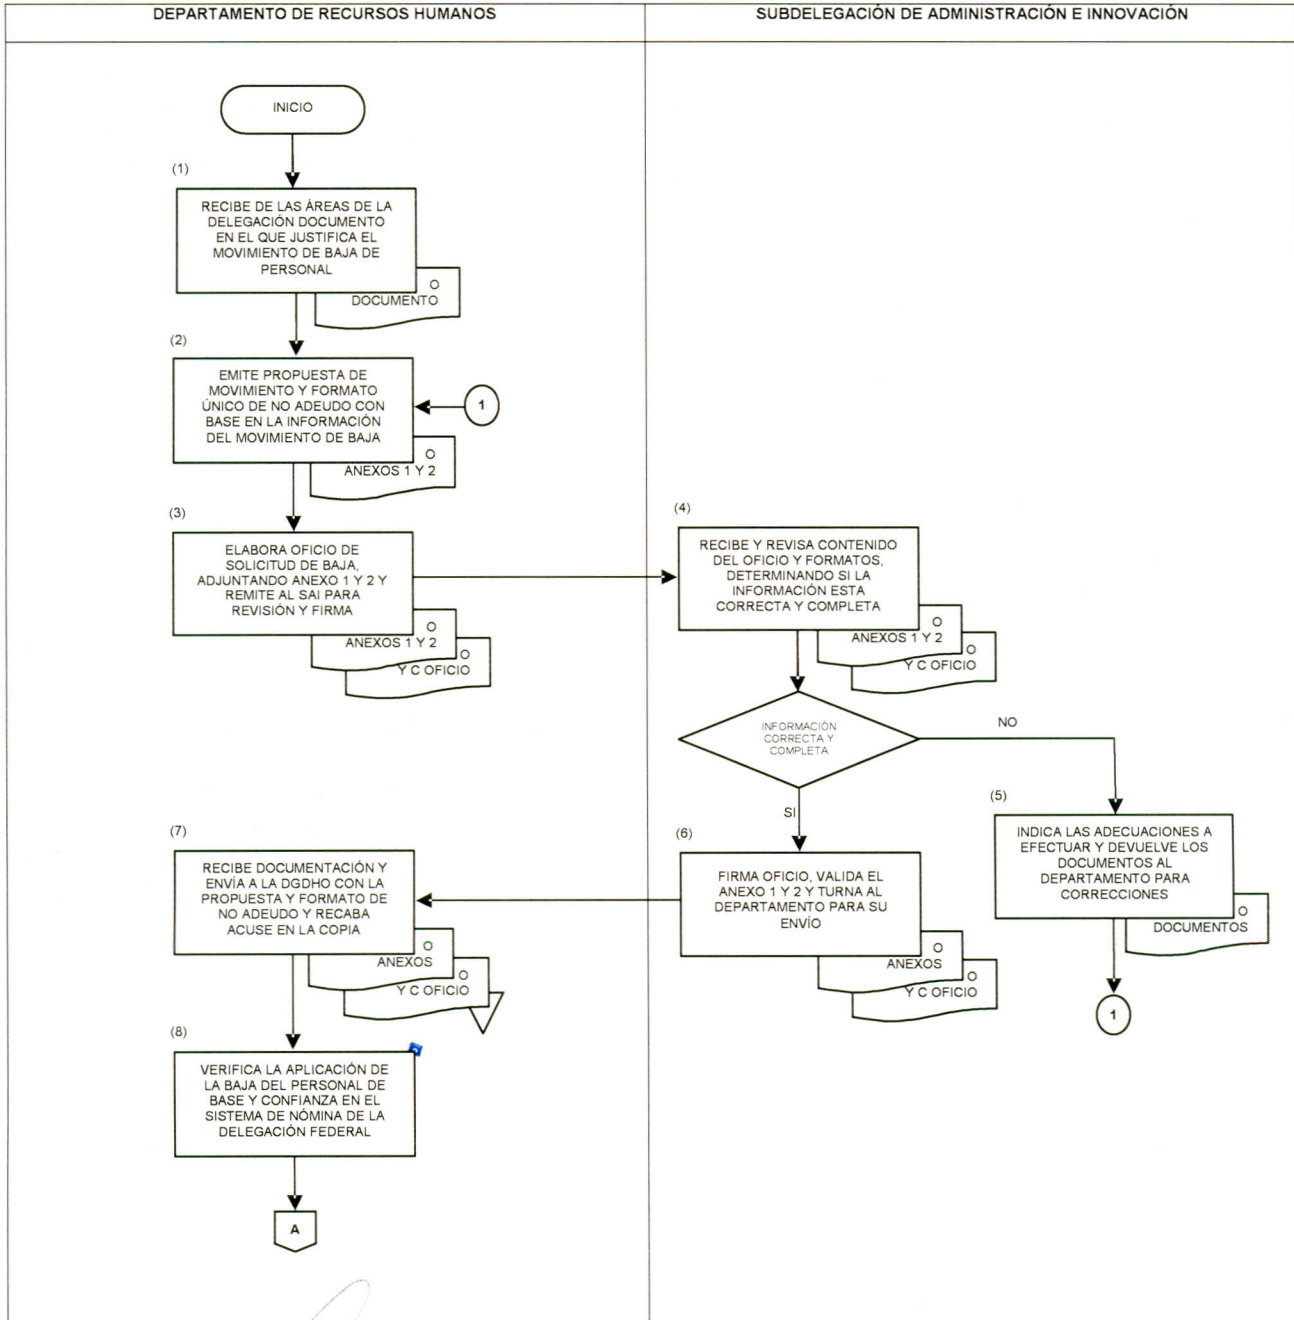 DEPARTAMENTO DE RECURSOS HUMANOS
SUBDELEGACIÓN DE ADMINISTRACIÓN E INNOVACIÓN
INICIO
(1)
RECIBE DE LAS ÁREAS DE LA
DELEGACIÓN DOCUMENTO
EN EL QUE JUSTIFICA EL
MOVIMIENTO DE BAJA DE
PERSONAL
O
DOCUMENTO
(2)
EMITE PROPUESTA DE
MOVIMIENTO Y FORMATO
ÚNICO DE NO ADEUDO CON
BASE EN LA INFORMACIÓN
DEL MOVIMIENTO DE BAJA
1
O
ANEXOS 1 Y 2
(3)
ELABORA OFICIO DE
SOLICITUD DE BAJA,
ADJUNTANDO ANEXO 1 Y 2 Y
REMITE AL SAI PARA
REVISIÓN Y FIRMA
O
ANEXOS 1 Y 2
O
Y C OFICIO
(4)
RECIBE Y REVISA CONTENIDO
DEL OFICIO Y FORMATOS,
DETERMINANDO SI LA
INFORMACIÓN ESTA
CORRECTA Y COMPLETA
O
ANEXOS 1 Y 2
O
Y C OFICIO
INFORMACIÓN
CORRECTA Y
COMPLETA
NO
SI
(5)
INDICA LAS ADECUACIONES A
EFECTUAR Y DEVUELVE LOS
DOCUMENTOS AL
DEPARTAMENTO PARA
CORRECCIONES
O
DOCUMENTOS
1
(6)
FIRMA OFICIO, VALIDA EL
ANEXO 1 Y 2 Y TURNA AL
DEPARTAMENTO PARA SU
ENVÍO
O
ANEXOS
O
Y C OFICIO
(7)
RECIBE DOCUMENTACIÓN Y
ENVÍA A LA DGDHO CON LA
PROPUESTA Y FORMATO DE
NO ADEUDO Y RECABA
ACUSE EN LA COPIA
O
ANEXOS
O
Y C OFICIO
(8)
VERIFICA LA APLICACIÓN DE
LA BAJA DEL PERSONAL DE
BASE Y CONFIANZA EN EL
SISTEMA DE NÓMINA DE LA
DELEGACIÓN FEDERAL
A